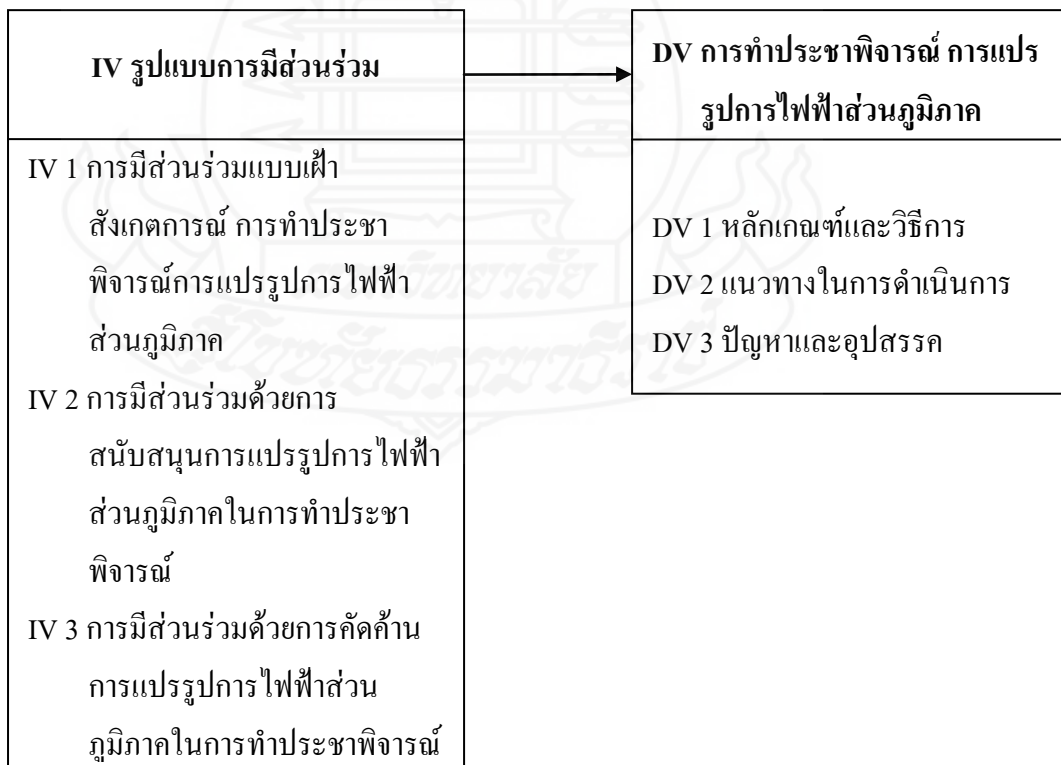 IV รูปแบบการมีส่วนร่วม
IV 1 การมีส่วนร่วมแบบเฝ้า
สังเกตการณ์ การทำประชา
พิจารณ์การแปรรูปการไฟฟ้า
ส่วนภูมิภาค
IV 2 การมีส่วนร่วมด้วยการ
สนับสนุนการแปรรูปการไฟฟ้า
ส่วนภูมิภาคในการทำประชา
พิจารณ์
IV 3 การมีส่วนร่วมด้วยการคัดค้าน
การแปรรูปการไฟฟ้าส่วน
ภูมิภาคในการทำประชาพิจารณ์
DV การทำประชาพิจารณ์ การแปร
รูปการไฟฟ้าส่วนภูมิภาค
DV 1 หลักเกณฑ์และวิธีการ
DV 2 แนวทางในการดำเนินการ
DV 3 ปัญหาและอุปสรรค